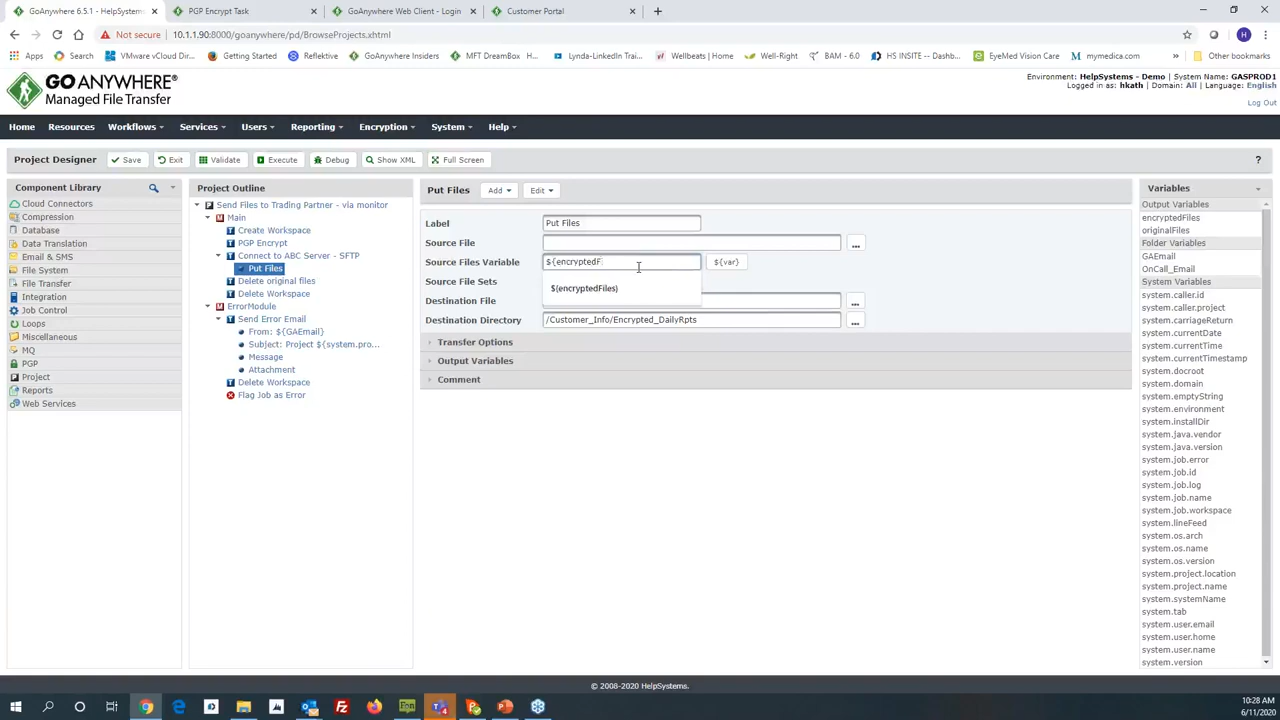 GoAnywhere 6.5.1 - HelpSystems
PGP Encrypt Task
GoAnywhere Web Client - Login
Customer Portal
Not secure 10.1.1.90:8000/goanywhere/pd/BrowseProjects.xhtml
Apps
VMware vCloud Dir...
Getting Started
Reflektive
GoAnywhere Insiders
MFT DreamBox H...
Lynda-LinkedIn Trai...
Wellbeats | Home
Well-Right
BAM - 6.0
HS INSITE -- Dashb...
EyeMed Vision Care
mymedica.com
»
Other bookmarks
GOANYWHERE®
Managed File Transfer
Environment: HelpSystems - Demo | System Name: GASPROD1
Logged in as: hkath | Domain: All | Language: English
Log Out
Home Resources Workflows Services Users Reporting Encryption System Help
Project Designer Save Exit Validate Execute Debug Show XML Full Screen ?
Component Library
Cloud Connectors
Compression
Database
Data Translation
Email & SMS
File System
File Transfer
Integration
Job Control
Loops
Miscellaneous
MQ
PGP
Project
Reports
Web Services
Project Outline
Send Files to Trading Partner - via monitor
Main
Create Workspace
PGP Encrypt
Connect to ABC Server - SFTP
Put Files
Delete original files
Delete Workspace
ErrorModule
Send Error Email
From: ${GAEmail}
Subject: Project ${system.pro...
Message
Attachment
Delete Workspace
Flag Job as Error
Put Files Add Edit
Label Put Files
Source File ...
Source Files Variable ${encryptedF ${var}
${encryptedFiles}
Source File Sets
Destination File ...
Destination Directory /Customer_Info/Encrypted_DailyRpts ...
Transfer Options
Output Variables
Comment
Variables
Output Variables
encryptedFiles
originalFiles
Folder Variables
GAEmail
OnCall_Email
System Variables
system.caller.id
system.caller.project
system.carriageReturn
system.currentDate
system.currentTime
system.currentTimestamp
system.docroot
system.domain
system.emptyString
system.environment
system.installDir
system.java.vendor
system.java.version
system.job.error
system.job.id
system.job.log
system.job.name
system.job.workspace
system.lineFeed
system.os.arch
system.os.name
system.os.version
system.project.location
system.project.name
system.systemName
system.tab
system.user.email
system.user.home
system.user.name
system.version
© 2008-2020 HelpSystems.
10:28 AM
6/11/2020